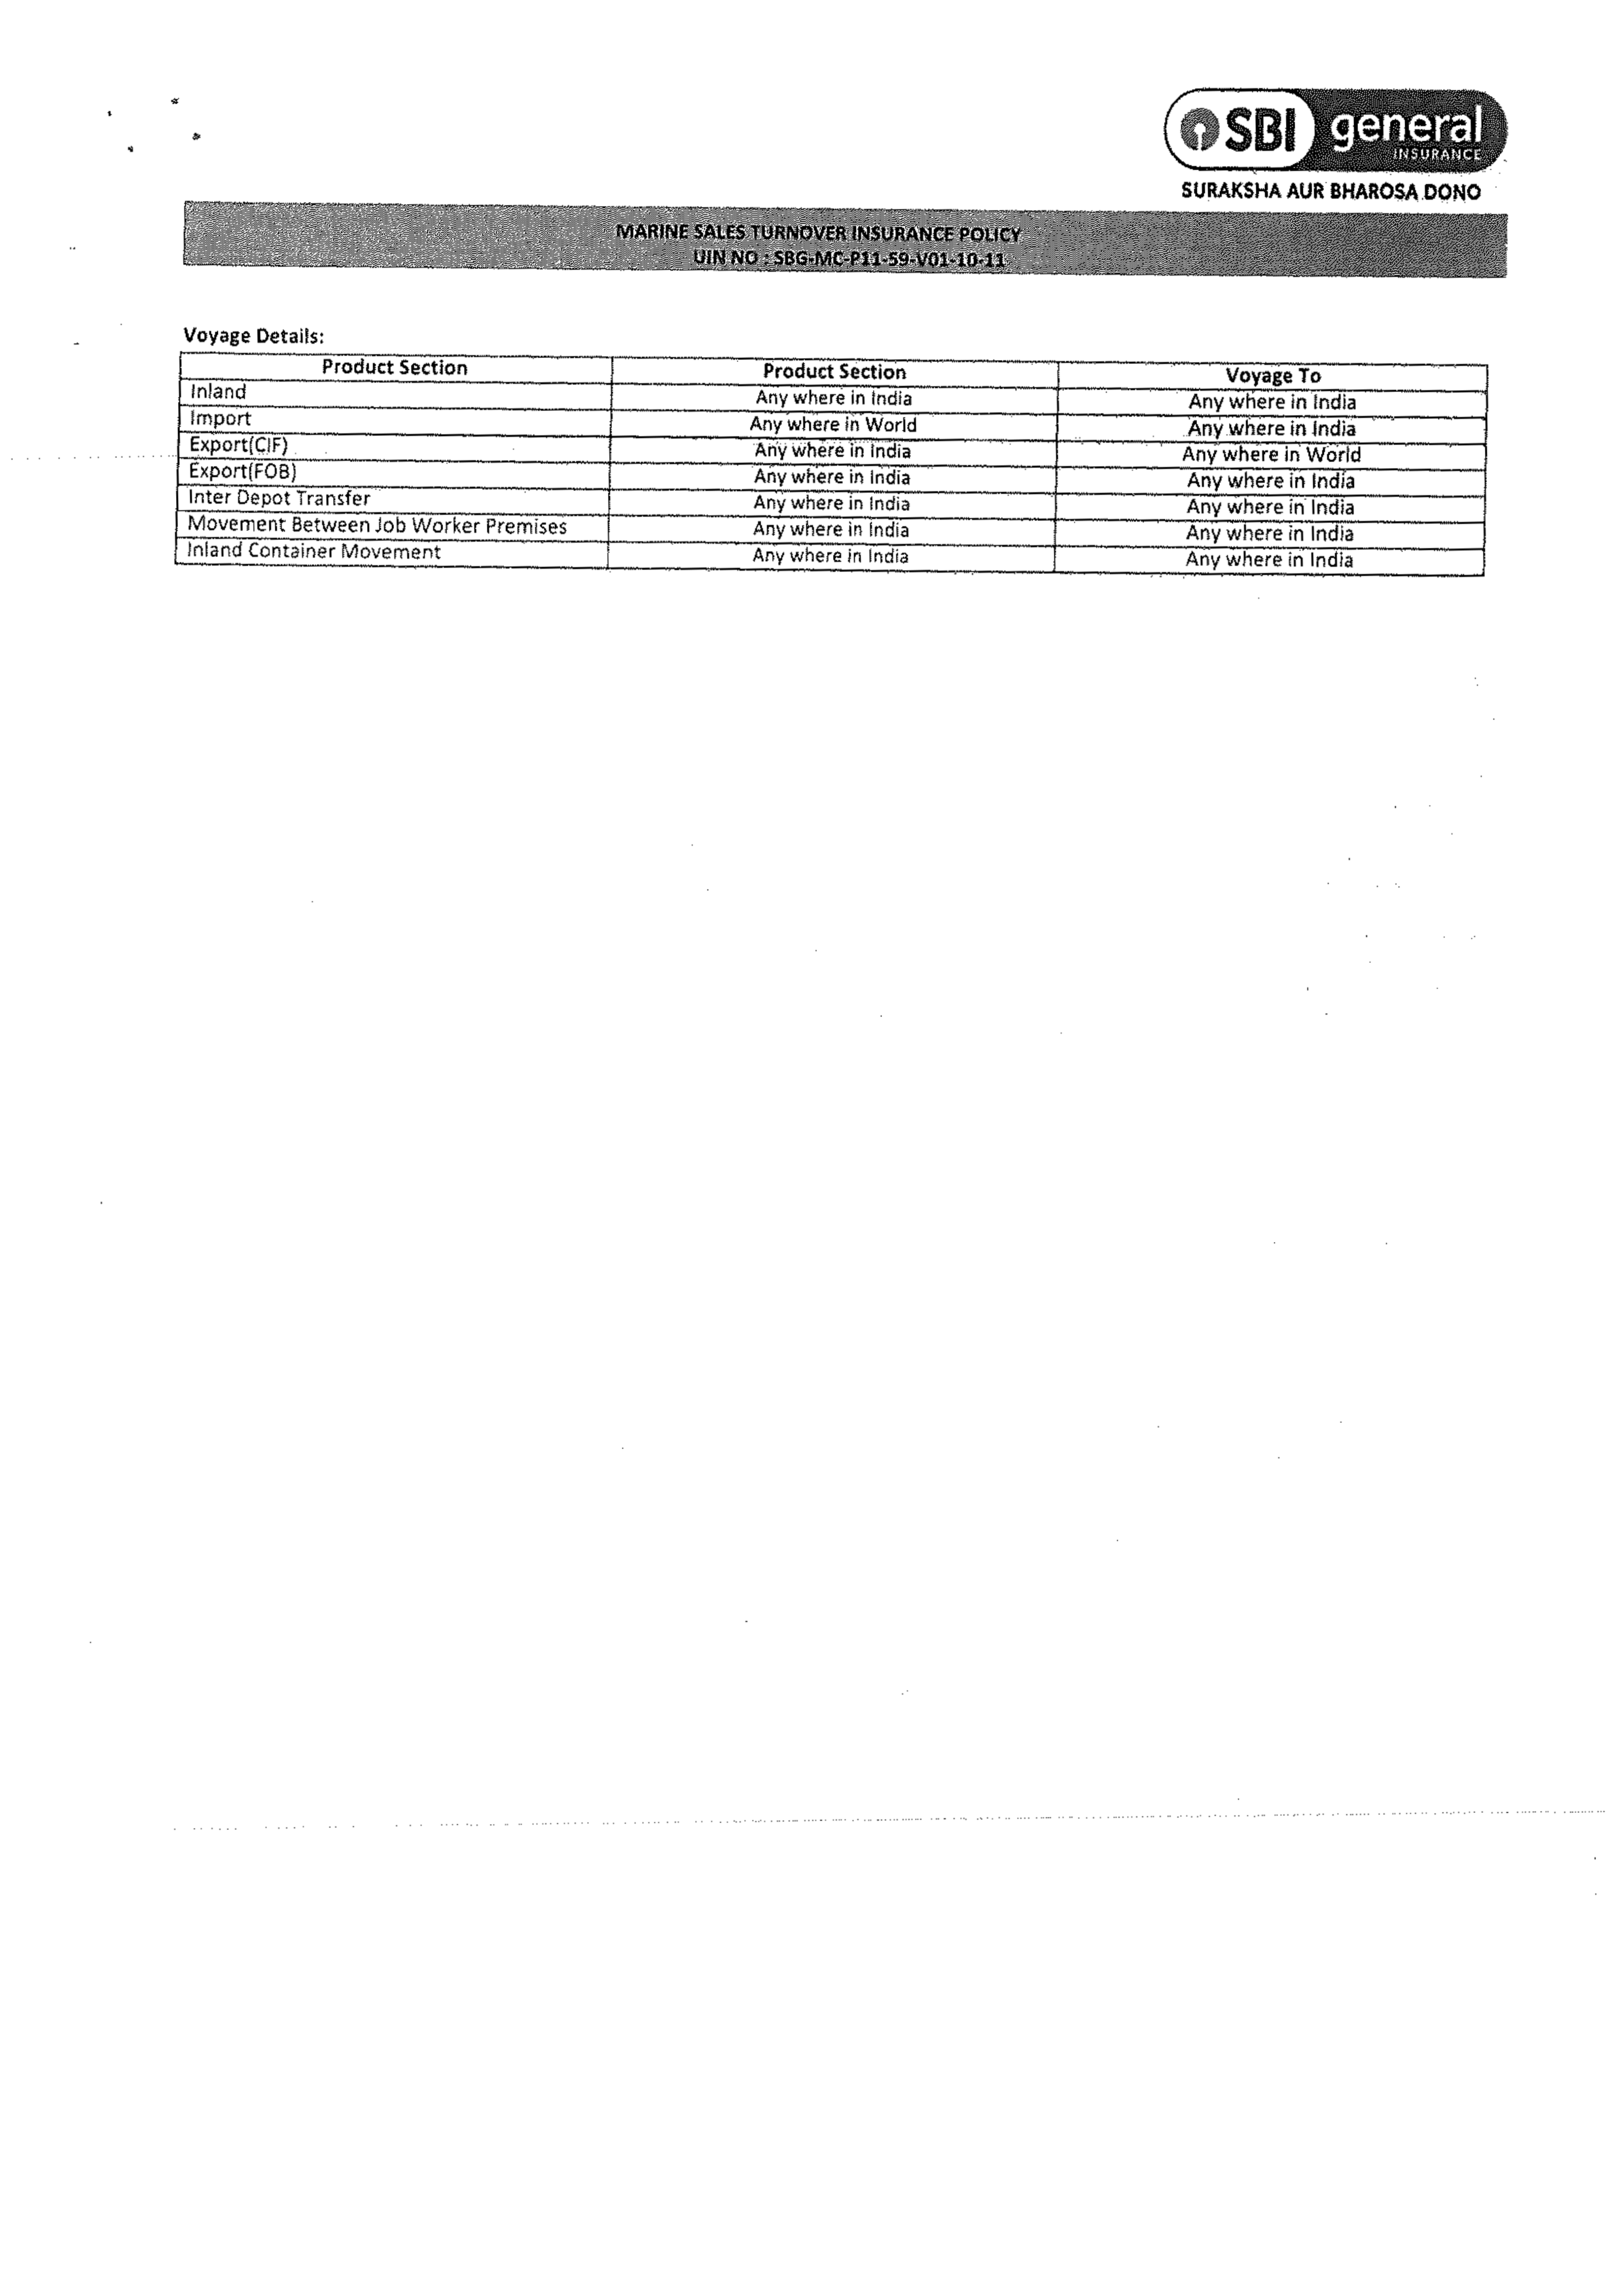 SBI general
INSURANCE
SURAKSHA AUR BHAROSA DONO
MARINE SALES TURNOVER INSURANCE POLICY
UIN NO : SBG-MC-P11-59-V01-10-11
Voyage Details:
Product Section Product Section Voyage To
Inland Any where in India Any where in India
Import Any where in World Any where in India
Export(CIF) Any where in India Any where in World
Export(FOB) Any where in India Any where in India
Inter Depot Transfer Any where in India Any where in India
Movement Between Job Worker Premises Any where in India Any where in India
Inland Container Movement Any where in India Any where in India